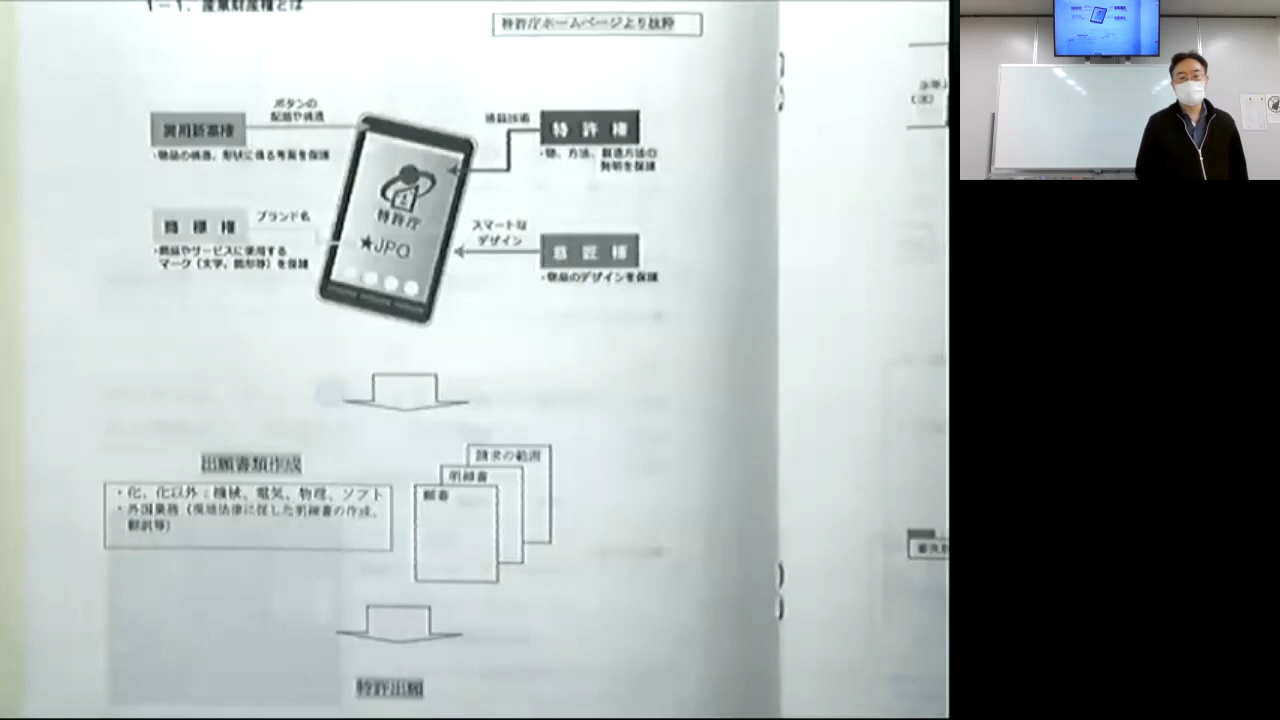 1−1．産業財産権とは
特許庁ホームページより抜粋
ボタンの
配置や構造
実用新案権
・物品の構造、形状に係る考案を保護
液晶技術
特許権
・物、方法、製造方法の
発明を保護
商標権
ブランド名
・商品やサービスに使用する
マーク（文字、図形等）を保護
特許庁
★JPO
スマートな
デザイン
意匠権
・物品のデザインを保護
出願書類作成
・化、化以外：機械、電気、物理、ソフト
・外国業務（現地法律に従した明細書の作成、
翻訳等）
請求の範囲
明細書
願書
特許出願